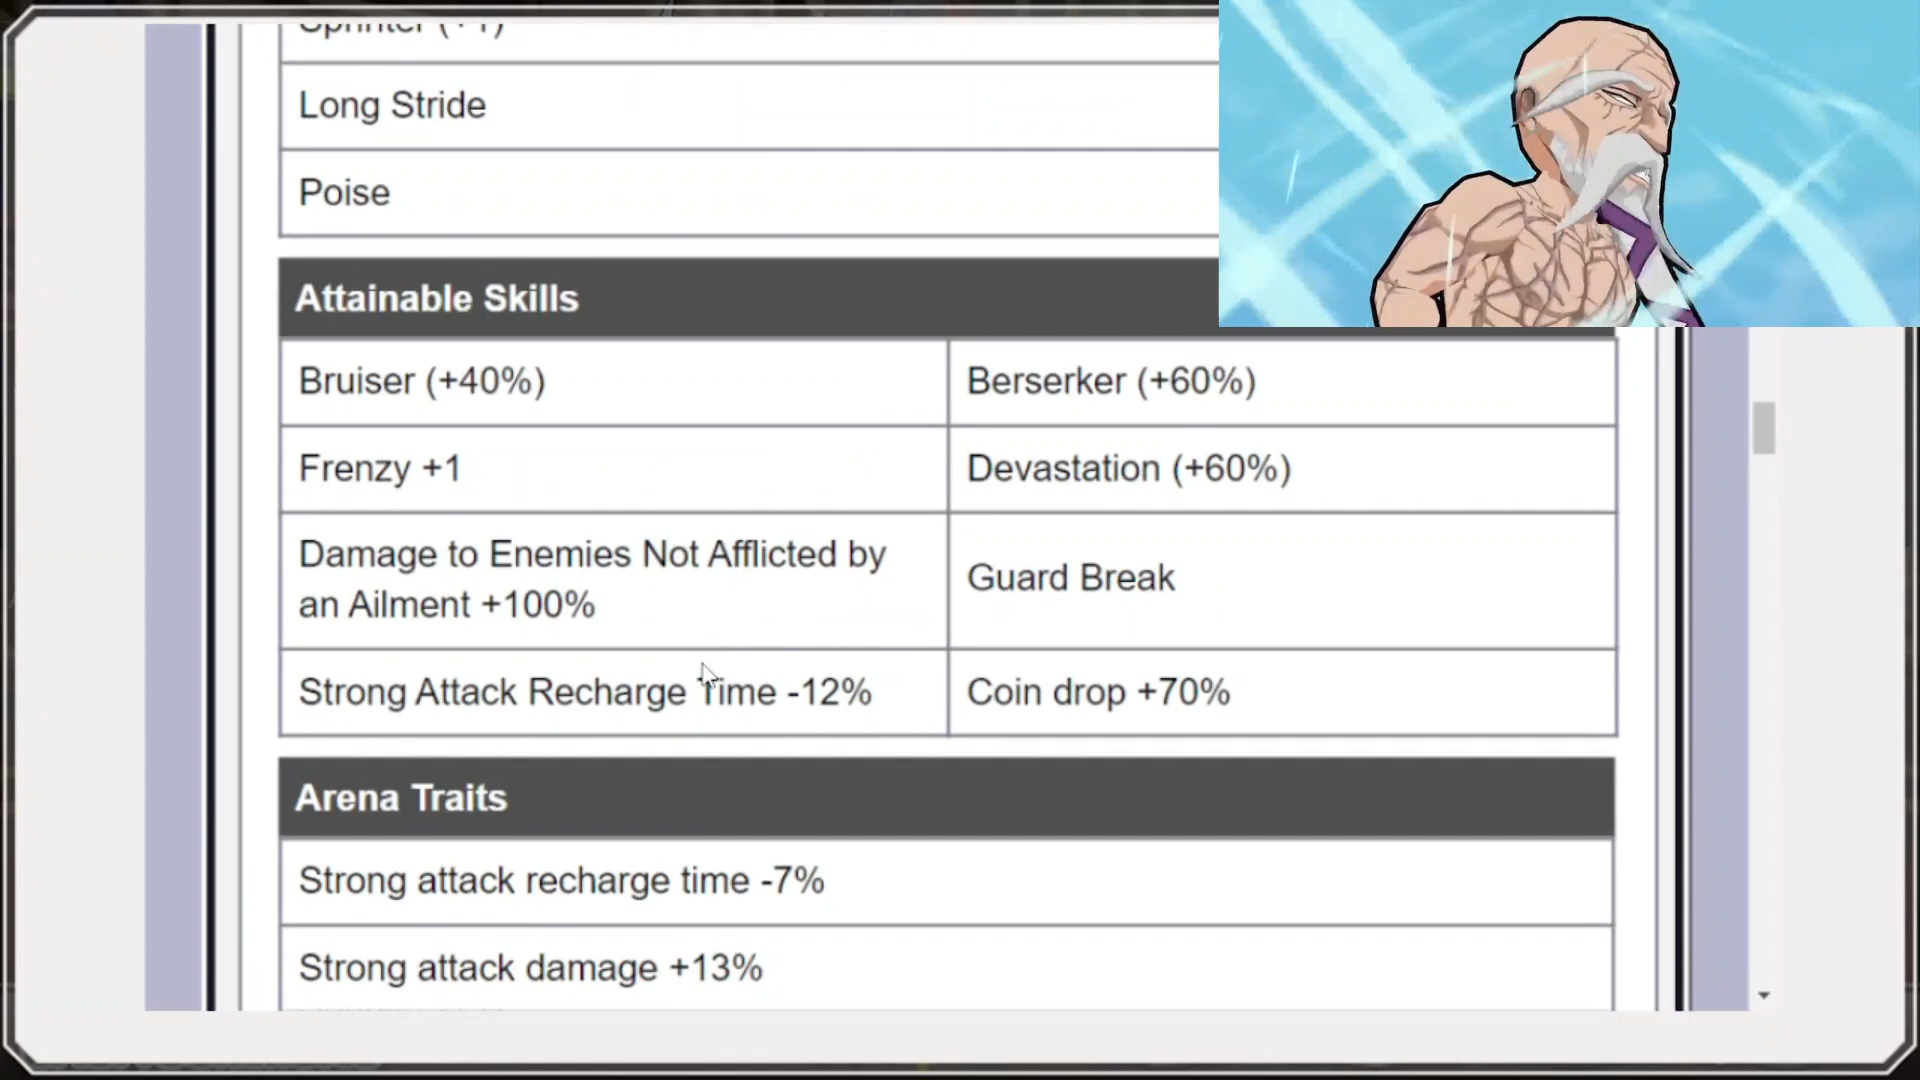 Sprinter (+1)
Long Stride
Poise
Attainable Skills
Bruiser (+40%)
Berserker (+60%)
Frenzy +1
Devastation (+60%)
Damage to Enemies Not Afflicted by
an Ailment +100%
Guard Break
Strong Attack Recharge Time -12%
Coin drop +70%
Arena Traits
Strong attack recharge time -7%
Strong attack damage +13%